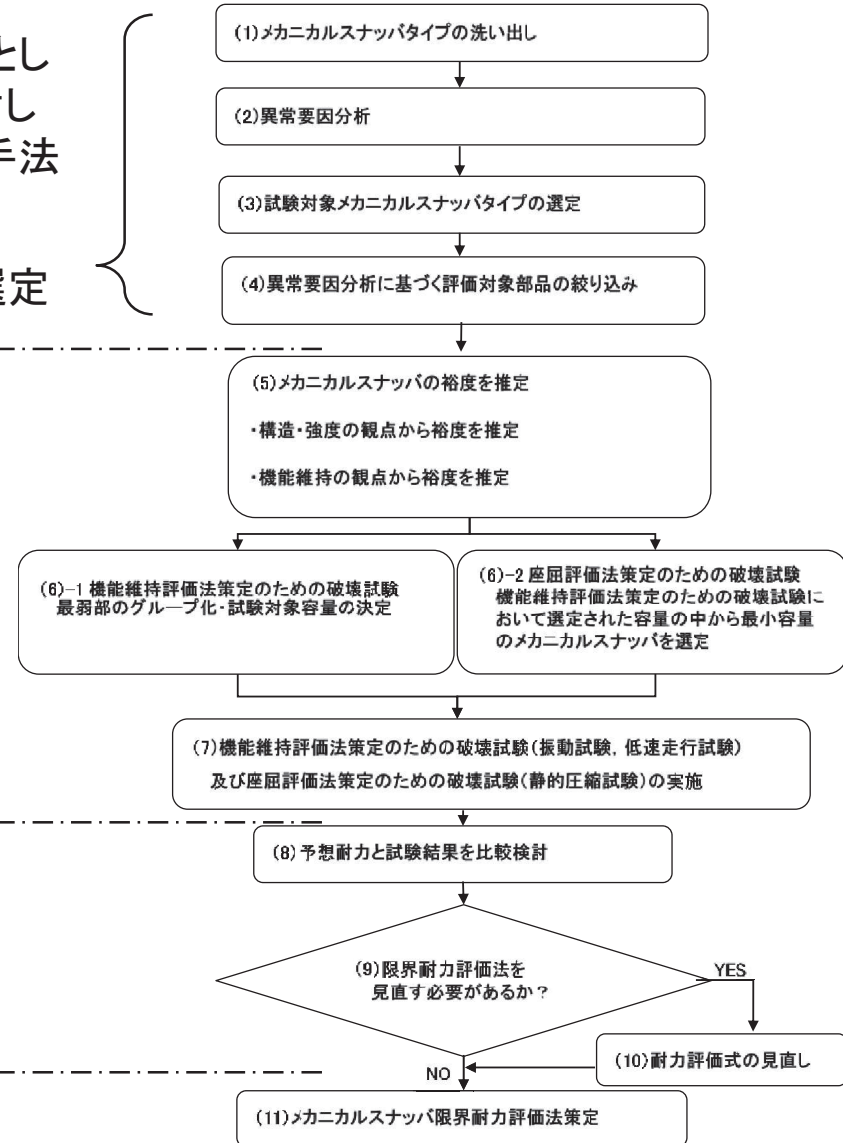 とし
し
手法
選定
(1)メカニカルスナッバタイプの洗い出し
(2)異常要因分析
(3)試験対象メカニカルスナッバタイプの選定
(4)異常要因分析に基づく評価対象部品の絞り込み
(5)メカニカルスナッバの裕度を推定
・構造・強度の観点から裕度を推定
・機能維持の観点から裕度を推定
(6)-1 機能維持評価法策定のための破壊試験
最弱部のグループ化・試験対象容量の決定
(6)-2 座屈評価法策定のための破壊試験
機能維持評価法策定のための破壊試験に
おいて選定された容量の中から最小容量
のメカニカルスナッバを選定
(7)機能維持評価法策定のための破壊試験(振動試験, 低速走行試験)
及び座屈評価法策定のための破壊試験(静的圧縮試験)の実施
(8)予想耐力と試験結果を比較検討
(9)限界耐力評価法を
見直す必要があるか?
YES
(10)耐力評価式の見直し
NO
(11)メカニカルスナッバ限界耐力評価法策定